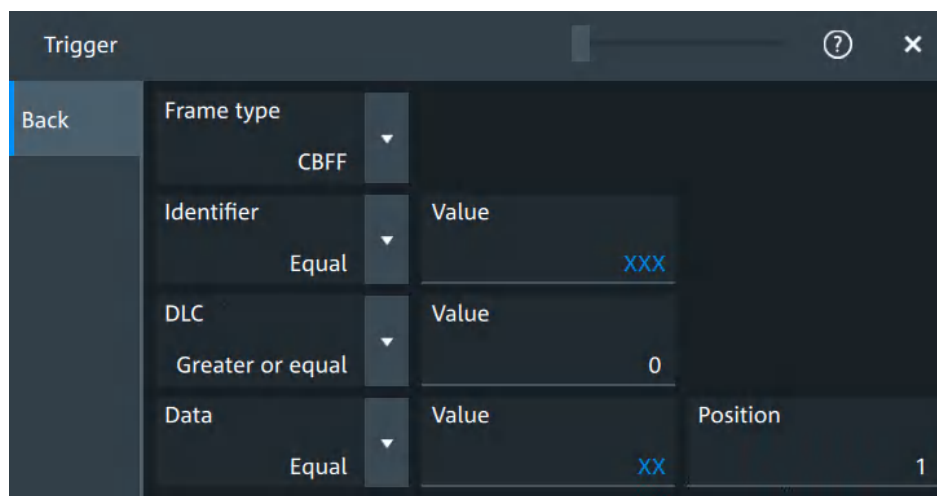 Trigger
Back
Frame type
CBFF
Identifier
Value
Equal
XXX
DLC
Value
Greater or equal
0
Data
Value
Position
Equal
XX
1